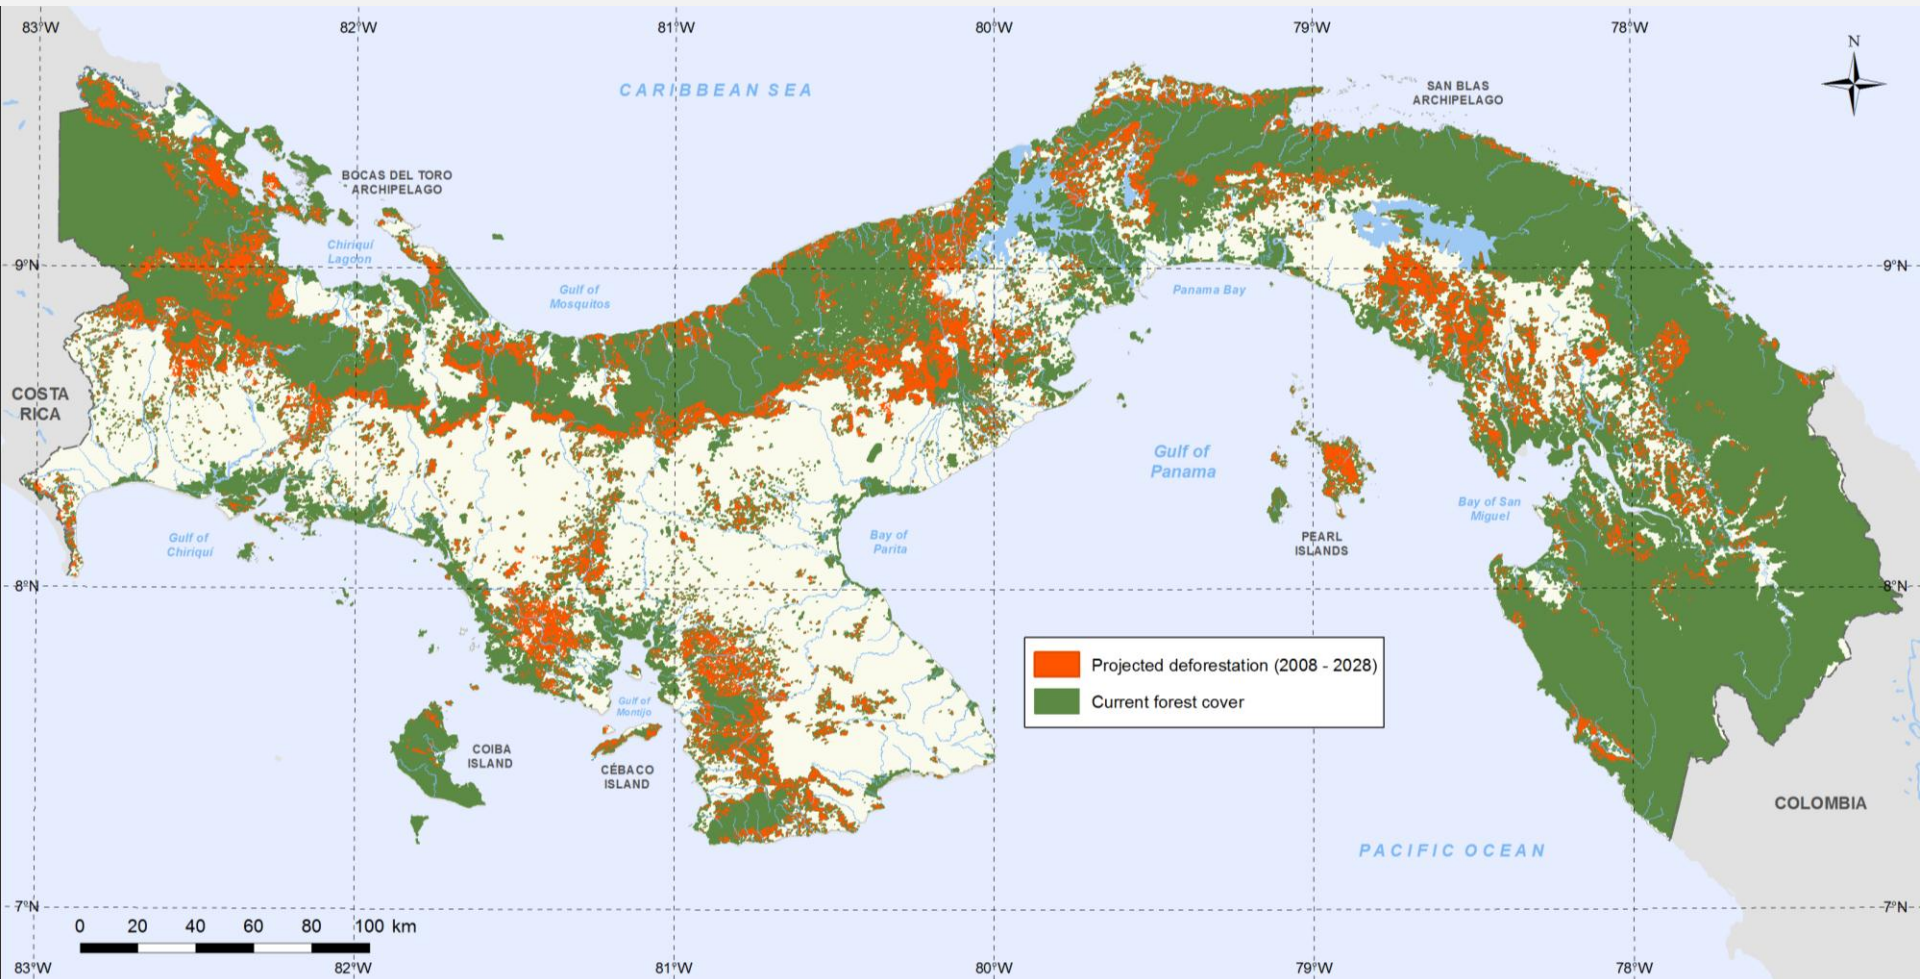 83°W
82°W
81°W
80°W
79°W
78°W
N
CARIBBEAN SEA
SAN BLAS
ARCHIPELAGO
BOCAS DEL TORO
ARCHIPELAGO
Chiriquí
Lagoon
9°N
9°N
Gulf of
Mosquitos
Panama Bay
COSTA
RICA
Gulf of
Panama
Gulf of
Chiriquí
Bay of
Parita
Bay of San
Miguel
PEARL
ISLANDS
8°N
8°N
Projected deforestation (2008 - 2028)
Current forest cover
Gulf of
Montijo
COIBA
ISLAND
CÉBACO
ISLAND
COLOMBIA
PACIFIC OCEAN
7°N
7°N
0 20 40 60 80 100 km
83°W
82°W
81°W
80°W
79°W
78°W